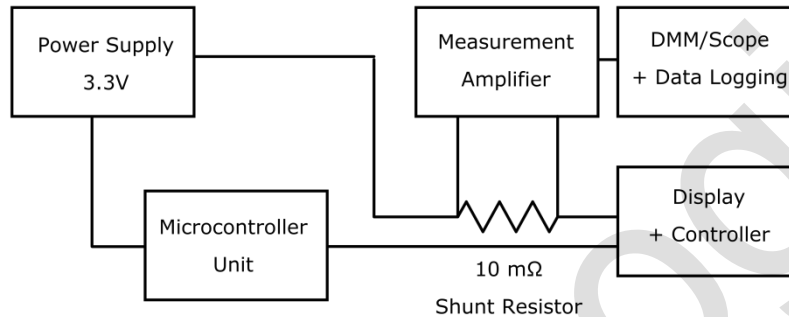 Power Supply
3.3V
Measurement
Amplifier
DMM/Scope
+ Data Logging
Microcontroller
Unit
10 mΩ
Shunt Resistor
Display
+ Controller